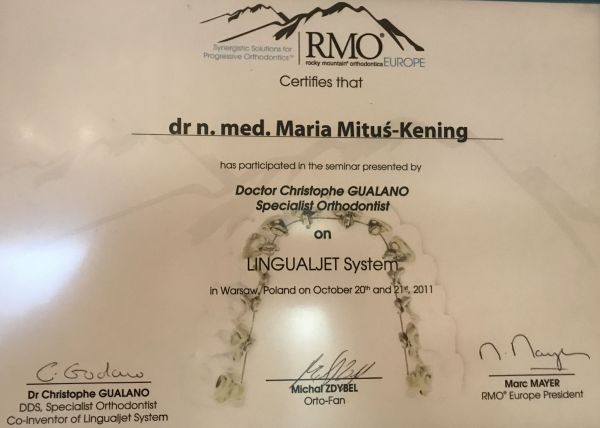 Synergistic Solutions for
Progressive Orthodontics™
RMO®
rocky mountain® orthodontics EUROPE
Certifies that
dr n. med. Maria Mituś-Kening
has participated in the seminar presented by
Doctor Christophe GUALANO
Specialist Orthodontist
on
LINGUALJET System
in Warsaw, Poland on October 20th and 21st, 2011
C. Gualano
Dr Christophe GUALANO
DDS, Specialist Orthodontist
Co-Inventor of Lingualjet System
Michal ZDYBEL
Orto-Fan
M. Mayer
Marc MAYER
RMO® Europe President